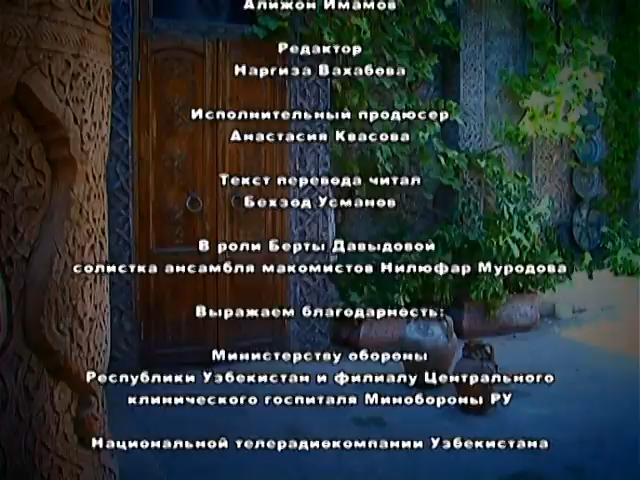 Алижон Имамов
Редактор
Наргиза Вахабова
Исполнительный продюсер
Анастасия Квасова
Текст перевода читал
Бехзод Усманов
В роли Берты Давыдовой
солистка ансамбля макомистов Нилюфар Муродова
Выражаем благодарность:
Министерству обороны
Республики Узбекистан и филиалу Центрального
клинического госпиталя Минобороны РУ
Национальной телерадиокомпании Узбекистана